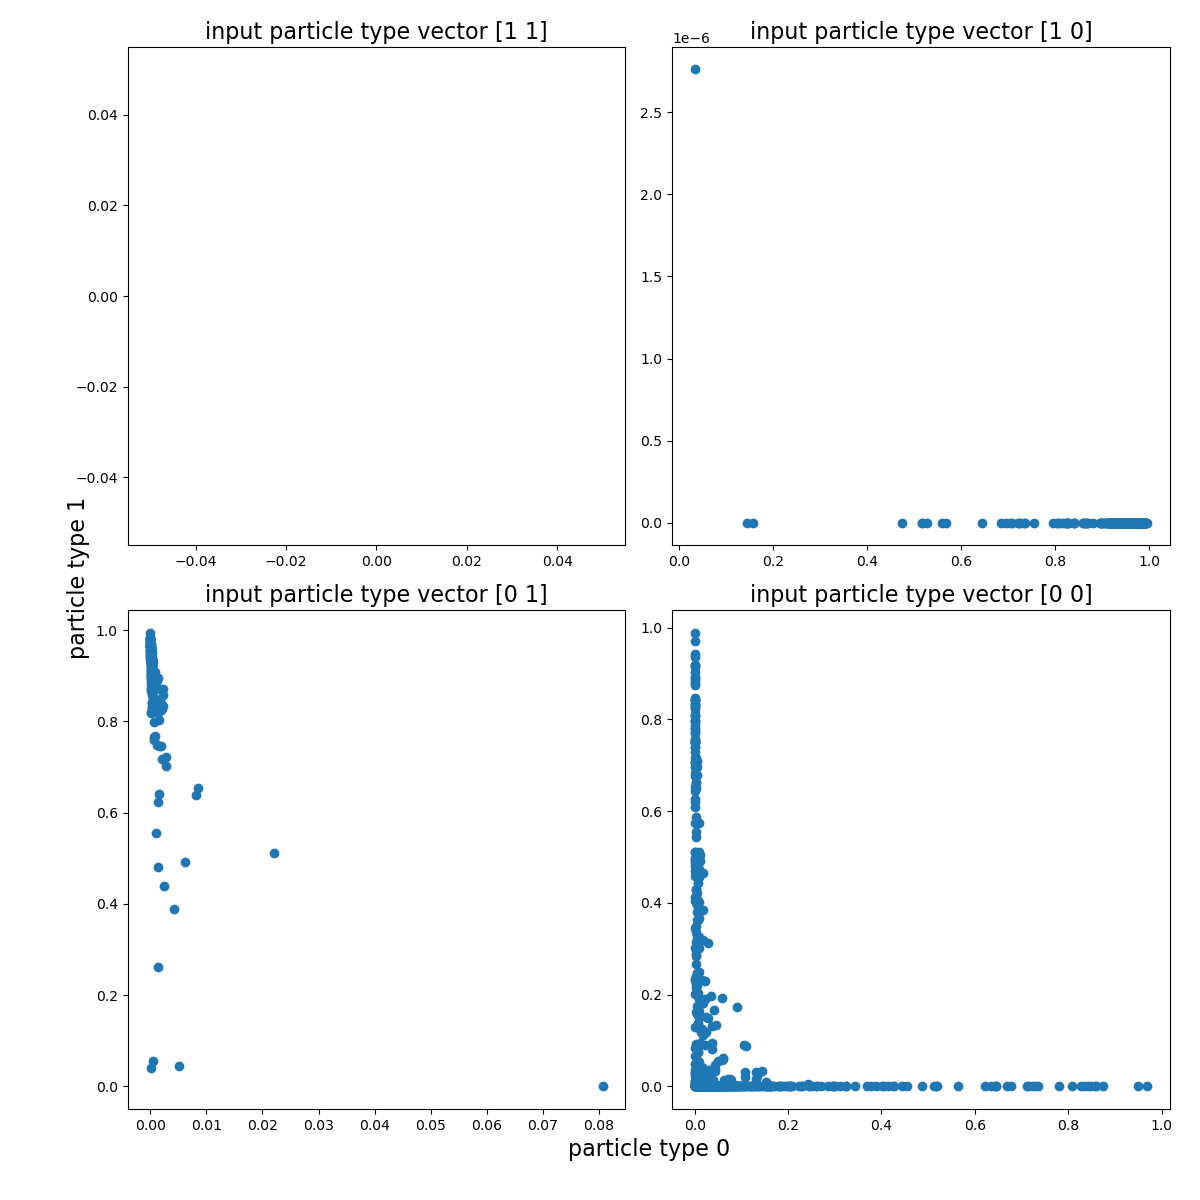 input particle type vector [1 1]
input particle type vector [1 0]
1e−6
0.04
0.02
0.00
−0.02
−0.04
−0.04 −0.02 0.00 0.02 0.04
2.5
2.0
1.5
1.0
0.5
0.0
0.0 0.2 0.4 0.6 0.8 1.0
particle type 1
input particle type vector [0 1]
input particle type vector [0 0]
1.0
0.8
0.6
0.4
0.2
0.0
0.00 0.01 0.02 0.03 0.04 0.05 0.06 0.07 0.08
1.0
0.8
0.6
0.4
0.2
0.0
0.0 0.2 0.4 0.6 0.8 1.0
particle type 0